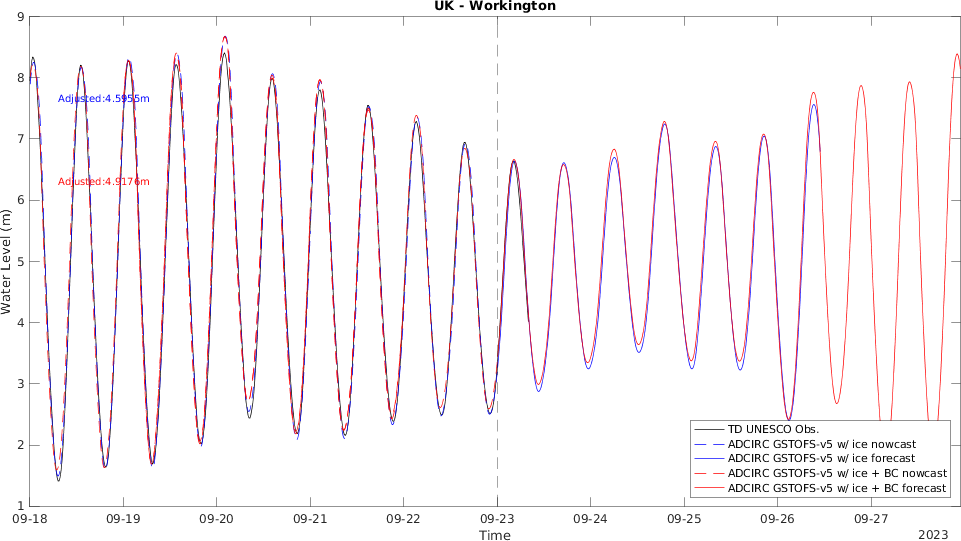 UK - Workington
9
8
7
6
5
4
3
2
1
Water Level (m)
Adjusted:4.5955m
Adjusted:4.9176m
TD UNESCO Obs.
ADCIRC GSTOFS-v5 w/ ice nowcast
ADCIRC GSTOFS-v5 w/ ice forecast
ADCIRC GSTOFS-v5 w/ ice + BC nowcast
ADCIRC GSTOFS-v5 w/ ice + BC forecast
09-18 09-19 09-20 09-21 09-22 09-23 09-24 09-25 09-26 09-27
Time
2023